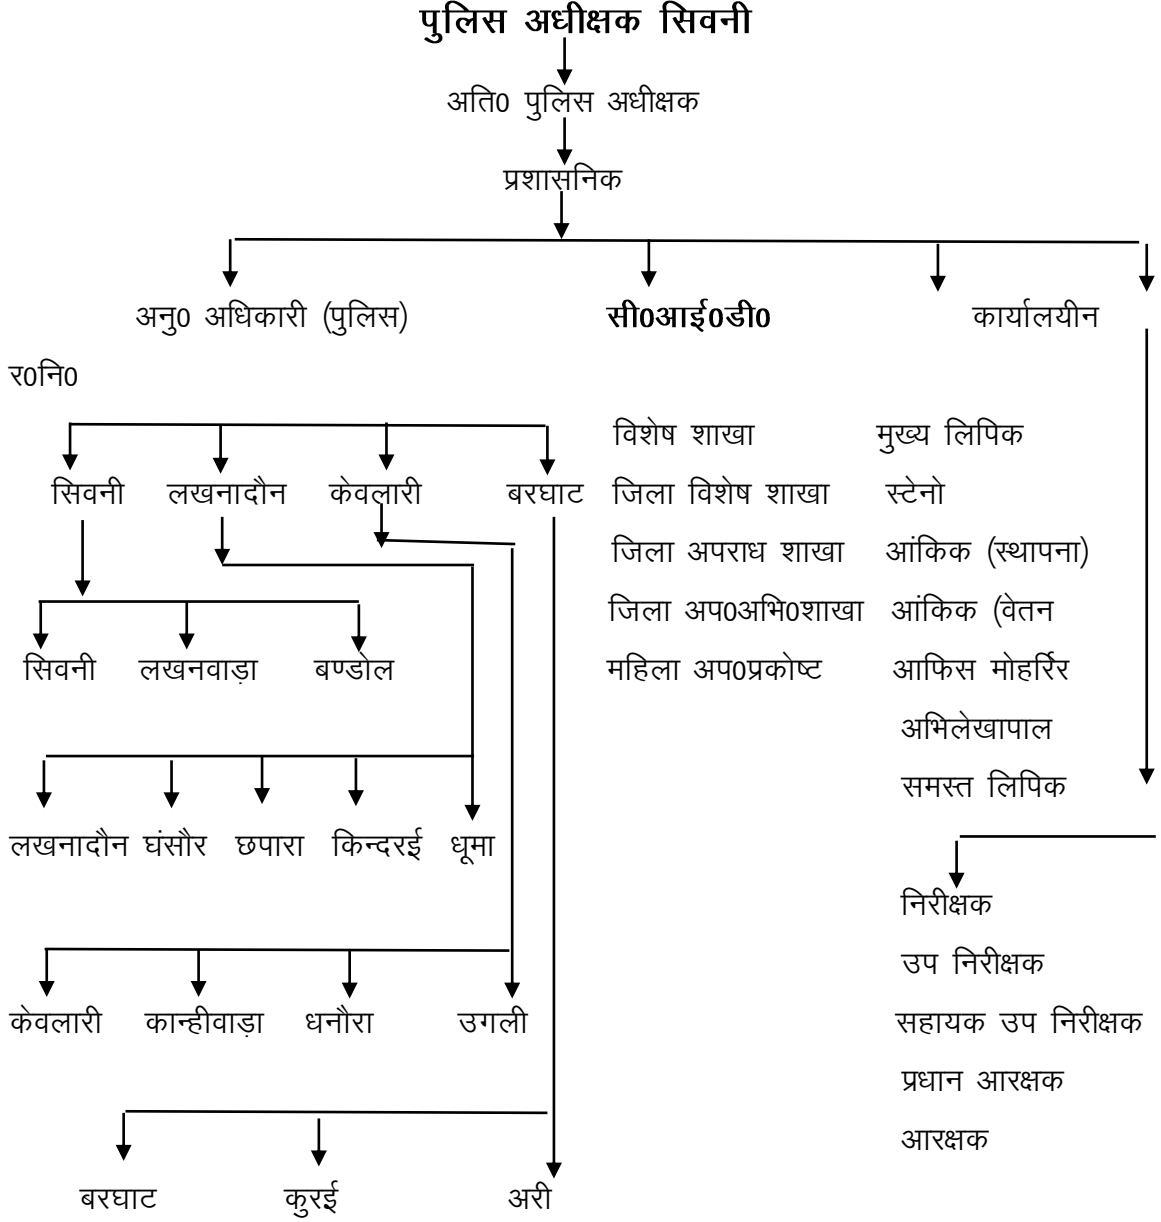 पुलिस अधीक्षक सिवनी
अति0 पुलिस अधीक्षक
प्रशासनिक
अनु0 अधिकारी (पुलिस) सी0आई0डी0 कार्यालयीन
र0नि0
विशेष शाखा मुख्य लिपिक
सिवनी लखनादौन केवलारी बरघाट जिला विशेष शाखा स्टेनो
जिला अपराध शाखा आंकिक (स्थापना)
जिला अप0अभि0शाखा आंकिक (वेतन
सिवनी लखनवाड़ा बण्डोल महिला अप0प्रकोष्ट आफिस मोहर्रिर
अभिलेखापाल
समस्त लिपिक
लखनादौन घंसौर छपारा किन्दरई धूमा
निरीक्षक
उप निरीक्षक
केवलारी कान्हीवाड़ा धनौरा उगली सहायक उप निरीक्षक
प्रधान आरक्षक
आरक्षक
बरघाट कुरई अरी